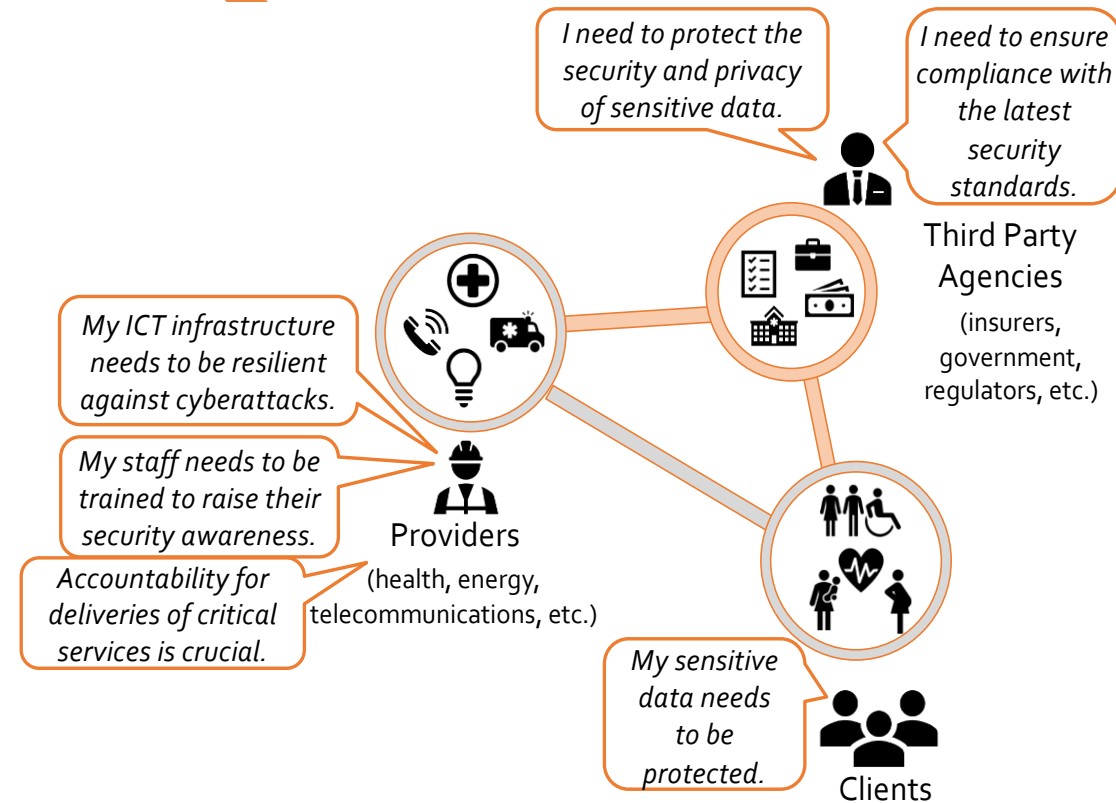 I need to protect the
security and privacy
of sensitive data.
I need to ensure
compliance with
the latest
security
standards.
Third Party
Agencies
(insurers,
government,
regulators, etc.)
My ICT infrastructure
needs to be resilient
against cyberattacks.
My staff needs to be
trained to raise their
security awareness.
Accountability for
deliveries of critical
services is crucial.
Providers
(health, energy,
telecommunications, etc.)
My sensitive
data needs
to be
protected.
Clients